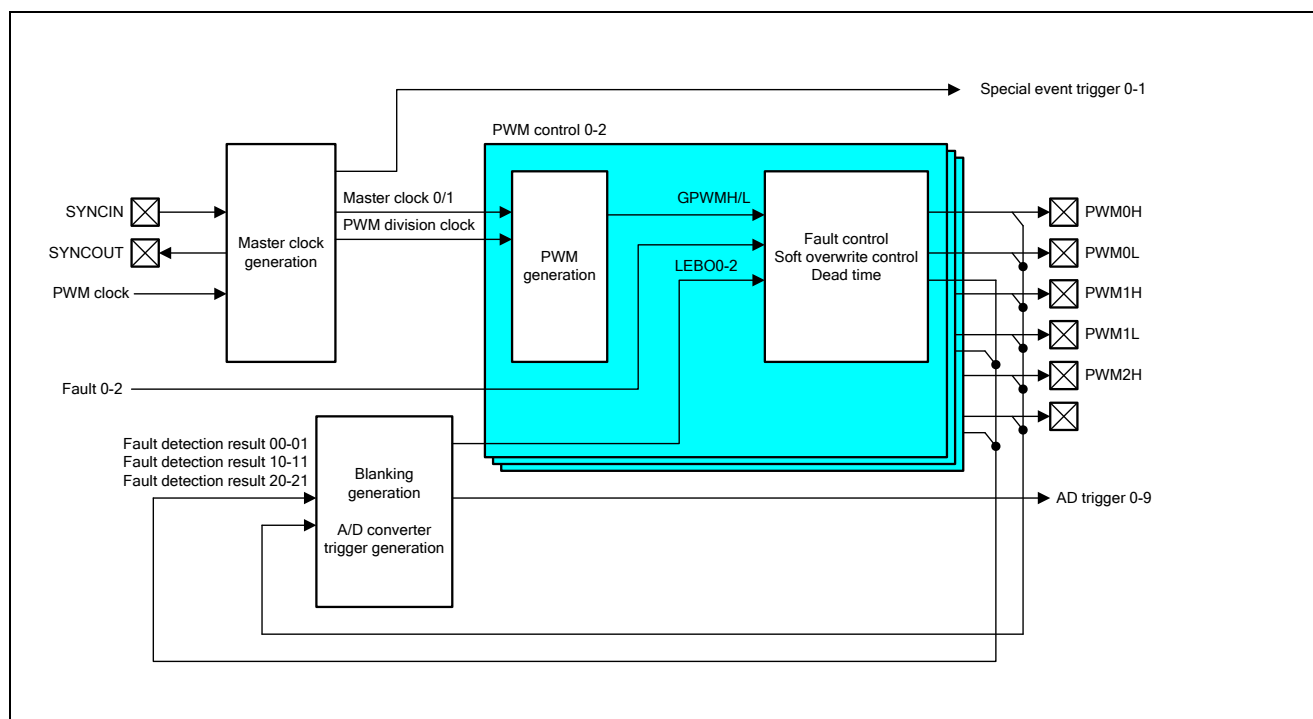 Special event trigger 0-1
PWM control 0-2
SYNCIN
SYNCOUT
PWM clock
Master clock
generation
Master clock 0/1
PWM division clock
PWM
generation
GPWMH/L
LEBO0-2
Fault control
Soft overwrite control
Dead time
PWM0H
PWM0L
PWM1H
PWM1L
PWM2H
Fault 0-2
Fault detection result 00-01
Fault detection result 10-11
Fault detection result 20-21
Blanking
generation
A/D converter
trigger generation
AD trigger 0-9